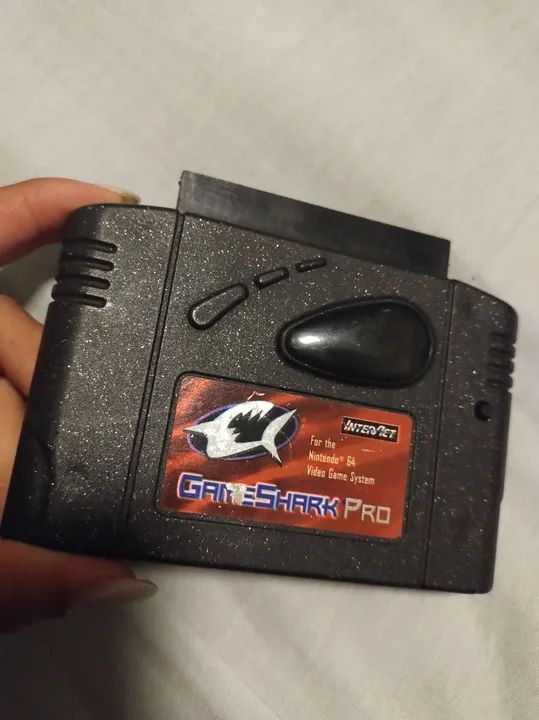 INTERACT
For the
Nintendo® 64
Video Game System
GAMESHARK PRO